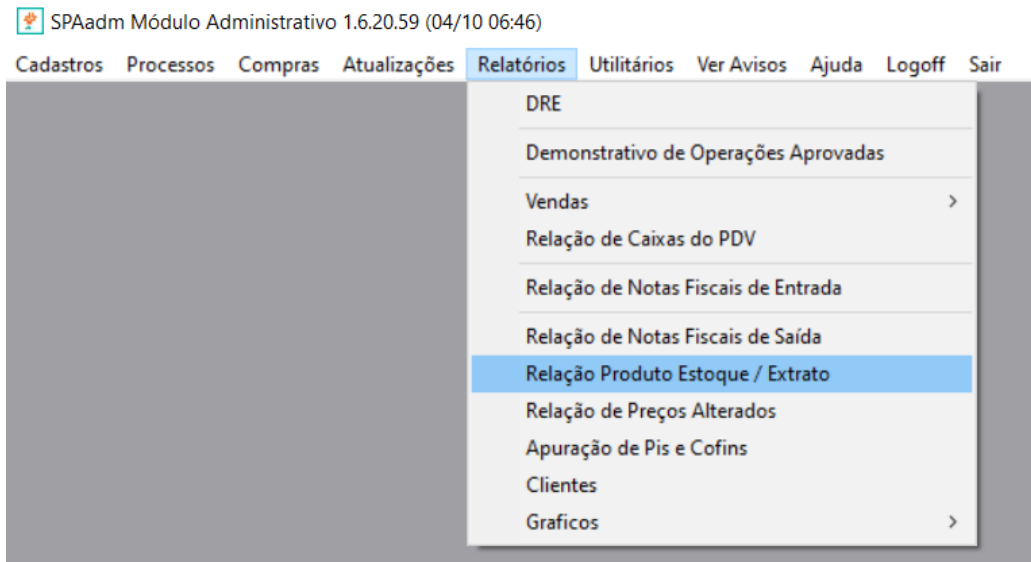 SPAadm Módulo Administrativo 1.6.20.59 (04/10 06:46)
Cadastros Processos Compras Atualizações Relatórios Utilitários Ver Avisos Ajuda Logoff Sair
DRE
Demonstrativo de Operações Aprovadas
Vendas
Relação de Caixas do PDV
Relação de Notas Fiscais de Entrada
Relação de Notas Fiscais de Saída
Relação Produto Estoque / Extrato
Relação de Preços Alterados
Apuração de Pis e Cofins
Clientes
Graficos